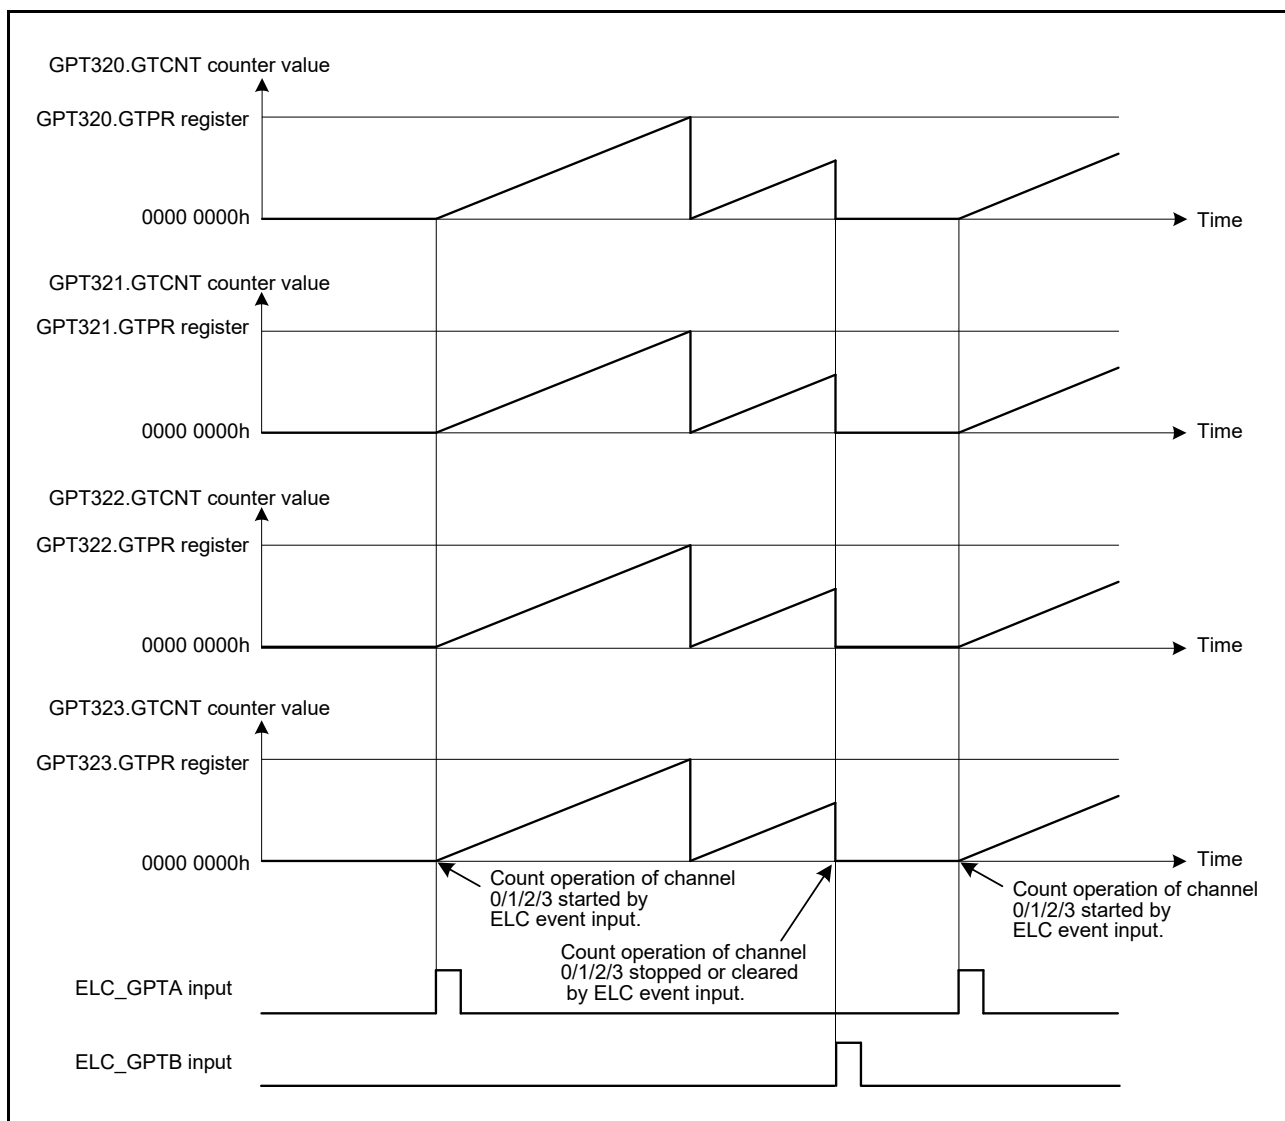 GPT320.GTCNT counter value
GPT320.GTPR register
0000 0000h
Time
GPT321.GTCNT counter value
GPT321.GTPR register
0000 0000h
Time
GPT322.GTCNT counter value
GPT322.GTPR register
0000 0000h
Time
GPT323.GTCNT counter value
GPT323.GTPR register
0000 0000h
Time
Count operation of channel
0/1/2/3 started by
ELC event input.
Count operation of channel
0/1/2/3 stopped or cleared
by ELC event input.
Count operation of channel
0/1/2/3 started by
ELC event input.
ELC_GPTA input
ELC_GPTB input